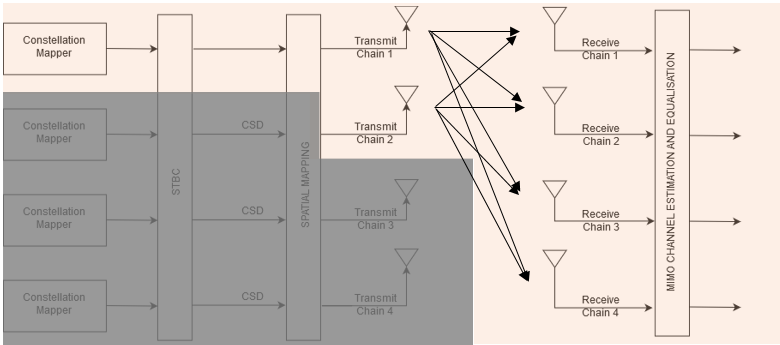 Constellation
Mapper
Transmit
Chain 1
Receive
Chain 1
Constellation
Mapper
CSD
Transmit
Chain 2
Receive
Chain 2
STBC
SPATIAL MAPPING
MIMO CHANNEL ESTIMATION AND EQUALISATION
Constellation
Mapper
CSD
Transmit
Chain 3
Receive
Chain 3
Constellation
Mapper
CSD
Transmit
Chain 4
Receive
Chain 4